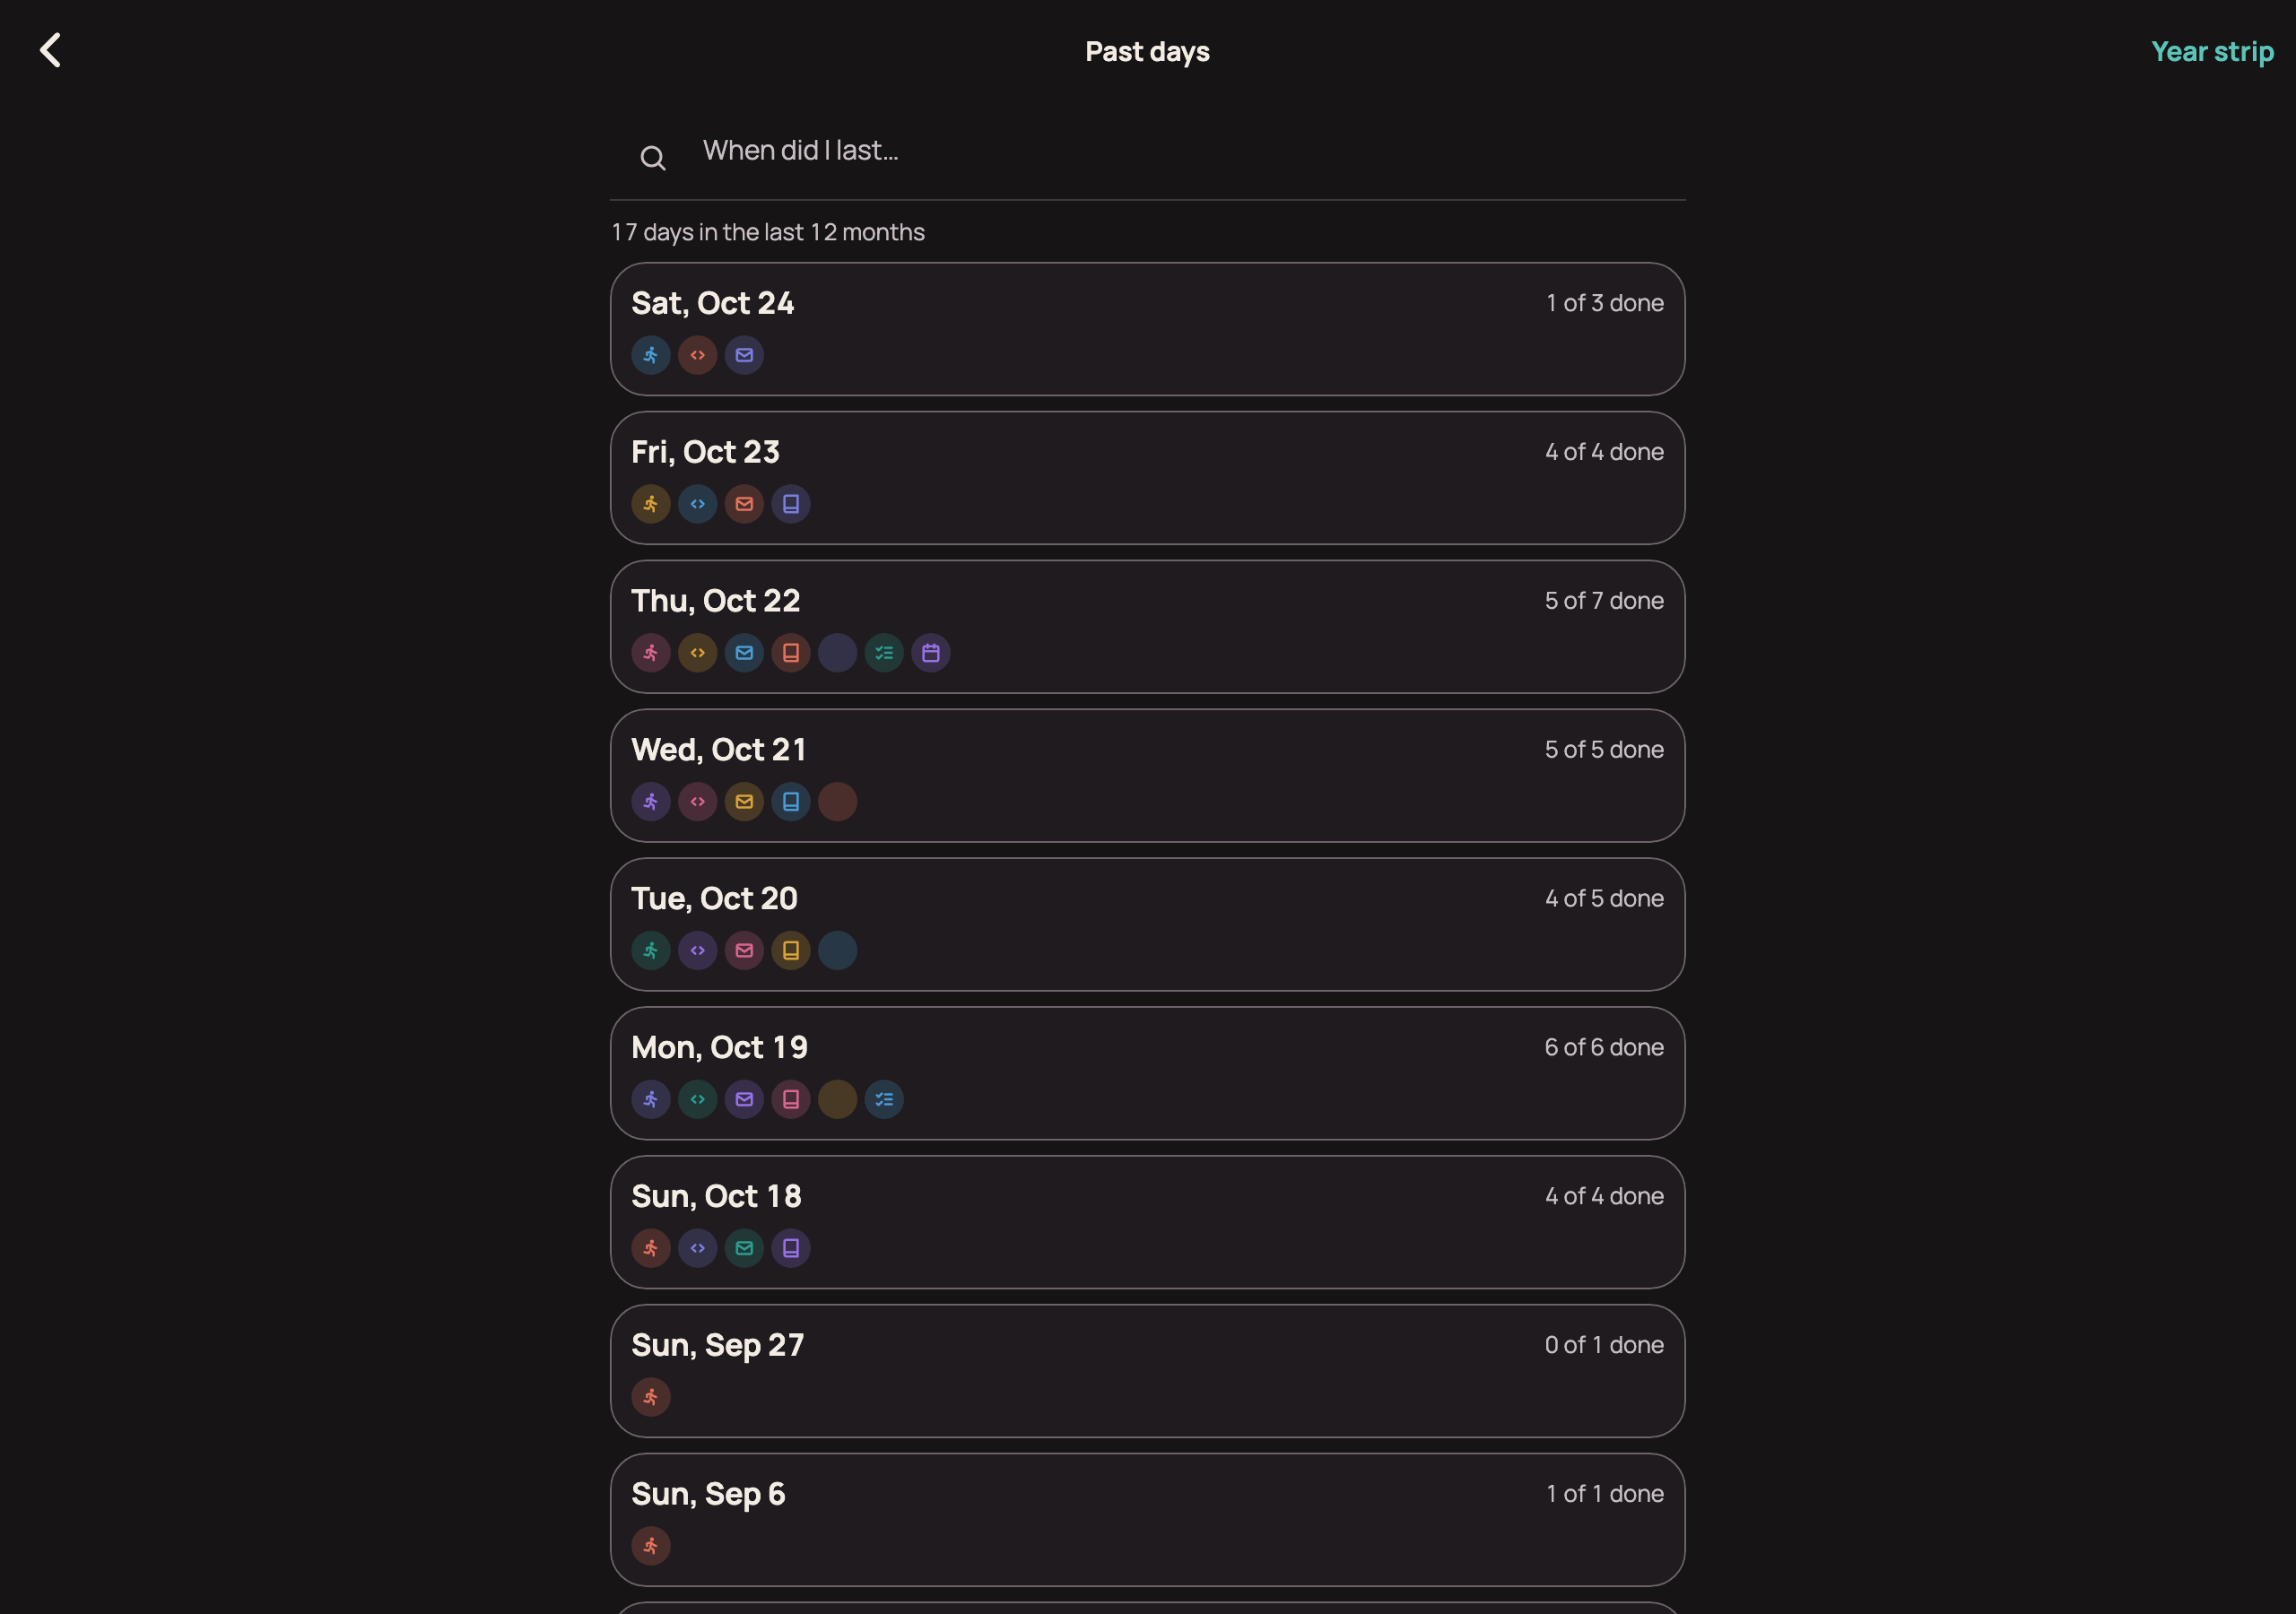 Past days
Year strip
When did I last...
17 days in the last 12 months
Sat, Oct 24
1 of 3 done
Fri, Oct 23
4 of 4 done
Thu, Oct 22
5 of 7 done
Wed, Oct 21
5 of 5 done
Tue, Oct 20
4 of 5 done
Mon, Oct 19
6 of 6 done
Sun, Oct 18
4 of 4 done
Sun, Sep 27
0 of 1 done
Sun, Sep 6
1 of 1 done